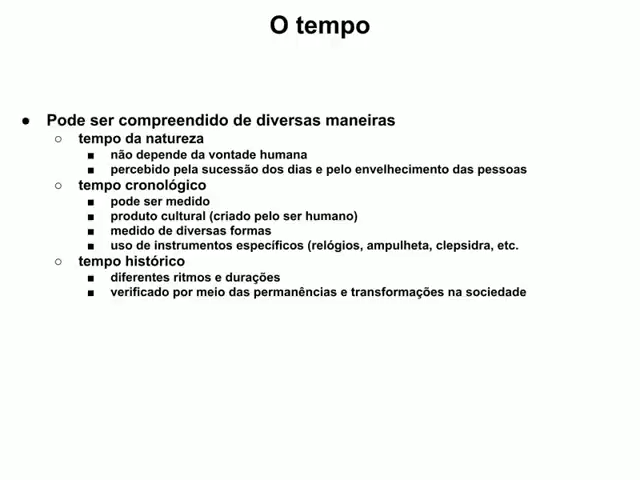 O tempo
● Pode ser compreendido de diversas maneiras
○ tempo da natureza
■ não depende da vontade humana
■ percebido pela sucessão dos dias e pelo envelhecimento das pessoas
○ tempo cronológico
■ pode ser medido
■ produto cultural (criado pelo ser humano)
■ medido de diversas formas
■ uso de instrumentos específicos (relógios, ampulheta, clepsidra, etc.
○ tempo histórico
■ diferentes ritmos e durações
■ verificado por meio das permanências e transformações na sociedade